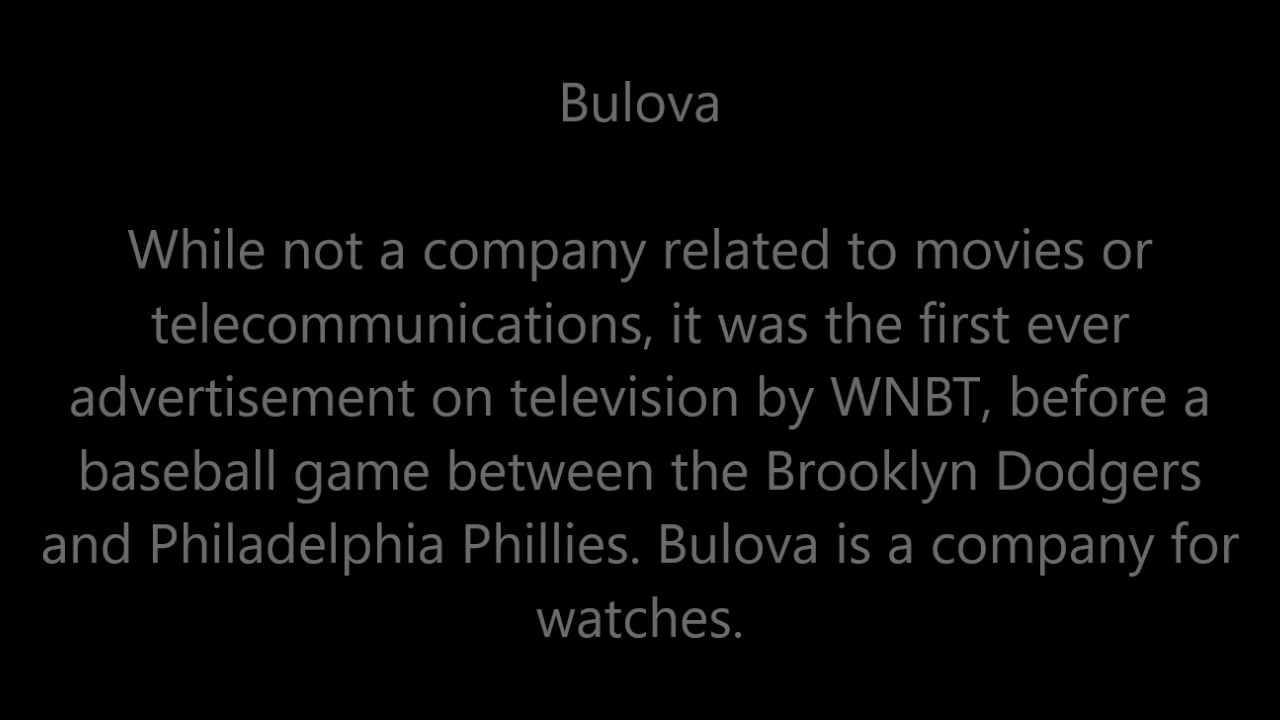 Bulova
While not a company related to movies or
telecommunications, it was the first ever
advertisement on television by WNBT, before a
baseball game between the Brooklyn Dodgers
and Philadelphia Phillies. Bulova is a company for
watches.